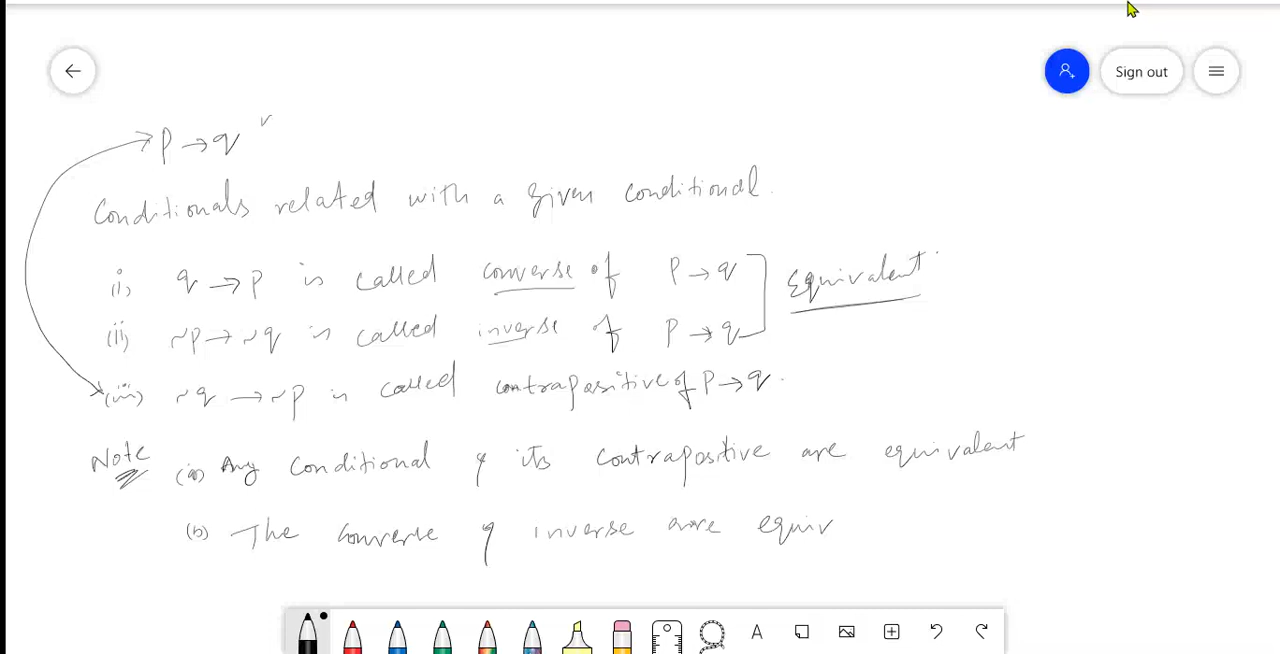 Sign out
P → q
Conditionals related with a given conditional.
(i) q → p is called converse of P → q
Equivalent
(ii) ~p → ~q is called inverse of P → q
(iii) ~q → ~p is called contrapositive of P → q.
Note (a) Any conditional & its contrapositive are equivalent
(b) The converse & inverse are equiv
A